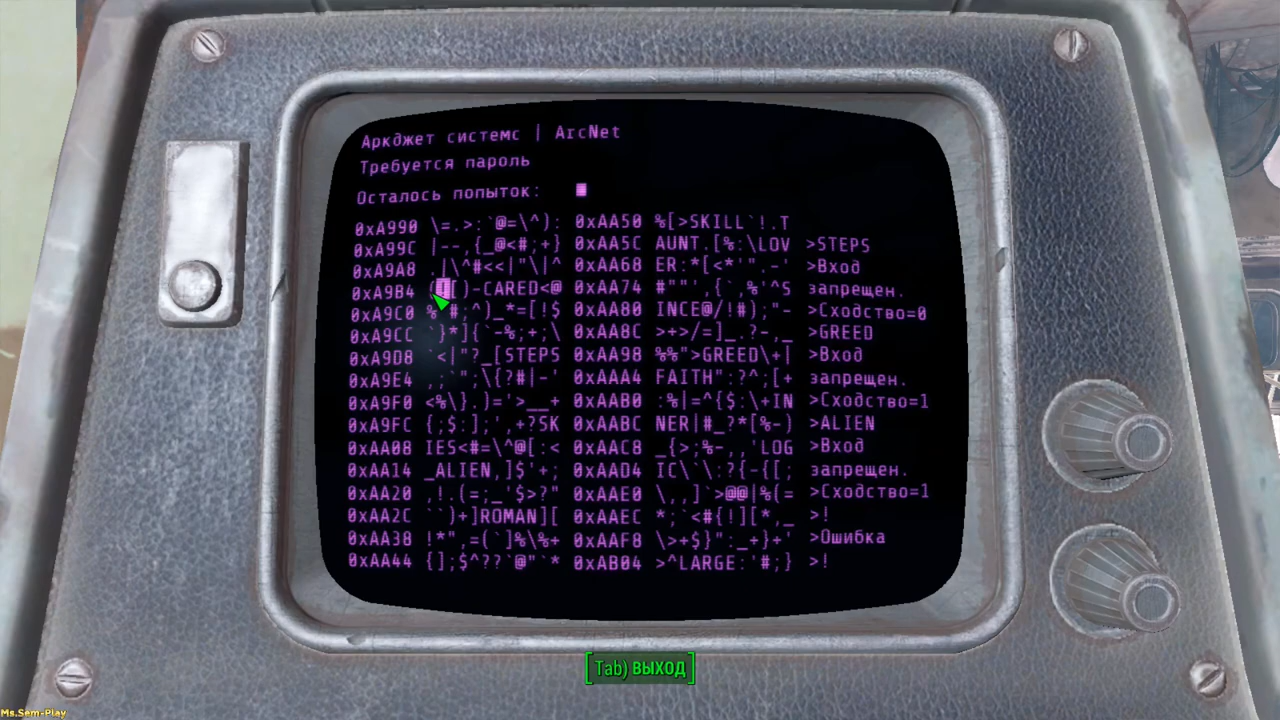 Аркджет системс | ArcNet
Требуется пароль
Осталось попыток: ■
0xA990 \=.>:`@=\^): 0xAA50 %[>SKILL`!.T
0xA99C |--,{_@<#;+} 0xAA5C AUNT.[%:\LOV >STEPS
0xA9A8 .|\^#<<|"\|^ 0xAA68 ER:*[<*'".-' >Вход
0xA9B4 (![)-CARED<@ 0xAA74 #""',{`,%'^S запрещен.
0xA9C0 %"#;^)_*=[!$ 0xAA80 INCE@/!#);"- >Сходство=0
0xA9CC `}*]{`-%;+;\ 0xAA8C >+>/=]_.?-,_ >GREED
0xA9D8 `<|"?_[STEPS 0xAA98 %%">GREED\+| >Вход
0xA9E4 ,;`";\{?#|-' 0xAAA4 FAITH":?^;[+ запрещен.
0xA9F0 <%\}.)='>__+ 0xAAB0 :%|=^{$:\+IN >Сходство=1
0xA9FC {;$:];',+?SK 0xAABC NER|#_?*[%-) >ALIEN
0xAA08 IES<#=\^@[:< 0xAAC8 _{>;%-,,'LOG >Вход
0xAA14 _ALIEN,]$'+; 0xAAD4 IC\`\:?{-{[; запрещен.
0xAA20 ,!.(=;_'$>?" 0xAAE0 \,,]`>@@|%(= >Сходство=1
0xAA2C ``)+]ROMAN][ 0xAAEC *;`<#{!][*,_ >!
0xAA38 !*",=(`]%\%+ 0xAAF8 \>+$}":_+}+' >Ошибка
0xAA44 {];$^??`@"`* 0xAB04 >^LARGE:'#;} >!
[Tab) ВЫХОД]
Ms.Sem-Play